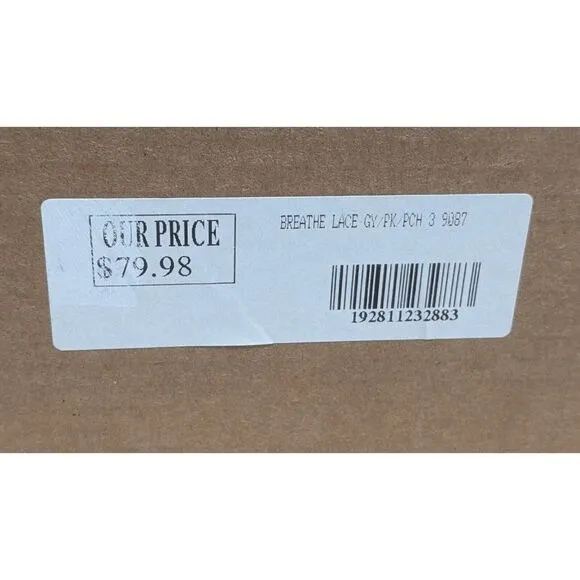 OUR PRICE
$79.98
BREATHE LACE GY/PK/PCH 3 9087
192811232883